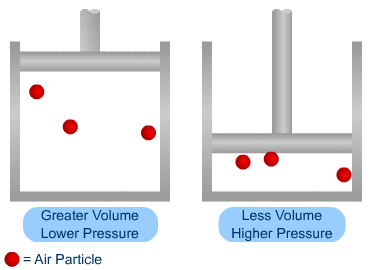 Greater Volume
Lower Pressure
Less Volume
Higher Pressure
= Air Particle